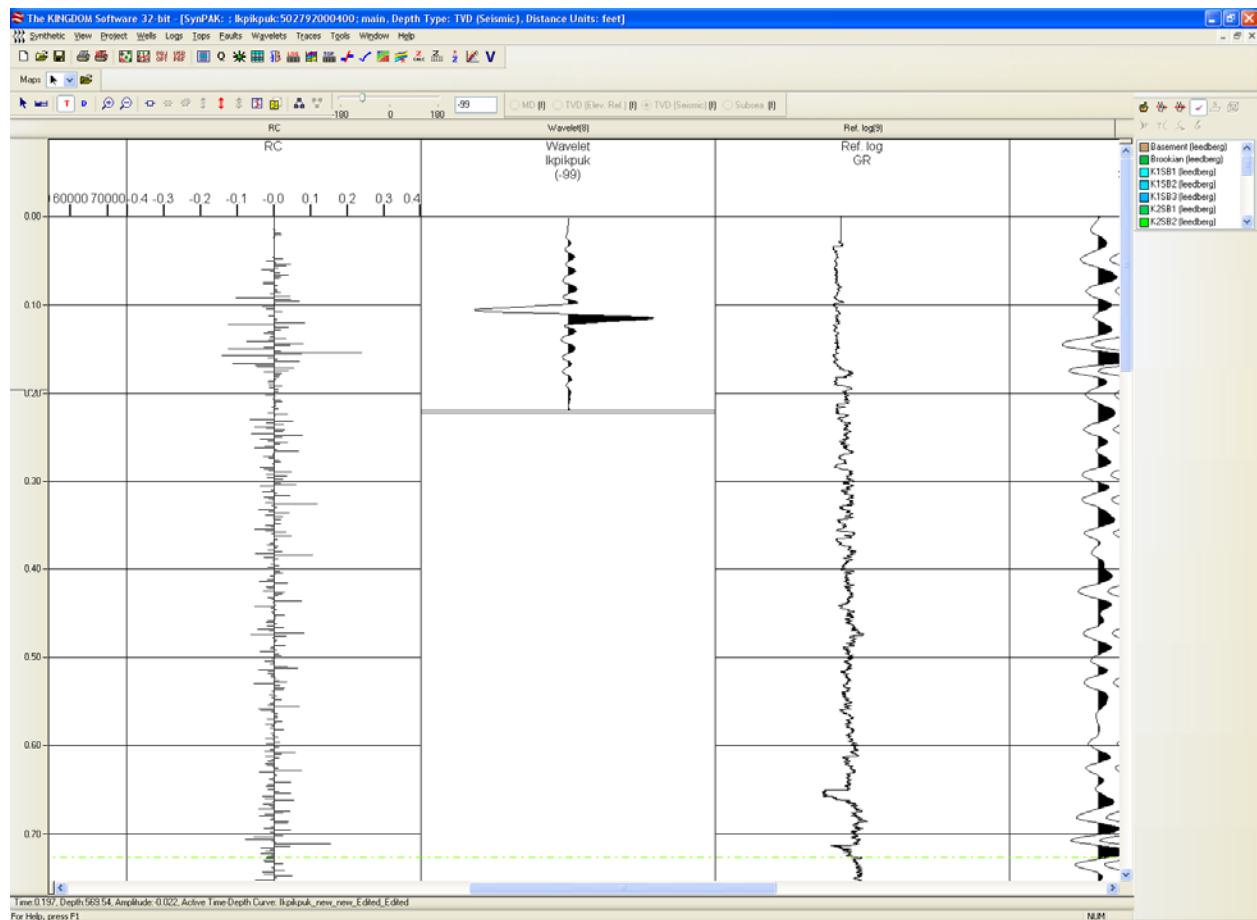 The KINGDOM Software 32-bit - [SynPAK: ; Ikpikpuk:502792000400; main, Depth Type: TVD (Seismic), Distance Units: feet]
Synthetic View Project Wells Logs Tops Faults Wavelets Traces Tools Window Help
Maps
T D -180 0 180 -99 MD (I) TVD (Elev. Ref.) (I) TVD (Seismic) (I) Subsea (I)
RC Wavelet(8) Ref. log(9)
RC Wavelet Ref. log
Ikpikpuk GR
(-99)
60000 70000 -0.4 -0.3 -0.2 -0.1 -0.0 0.1 0.2 0.3 0.4
0.00
0.10
0.30
0.40
0.50
0.60
0.70
Basement (leedberg)
Brookian (leedberg)
K1SB1 (leedberg)
K1SB2 (leedberg)
K1SB3 (leedberg)
K2SB1 (leedberg)
K2SB2 (leedberg)
Time:0.197, Depth:569.54, Amplitude:-0.022, Active Time-Depth Curve: Ikpikpuk_new_new_Edited_Edited
For Help, press F1 NUM